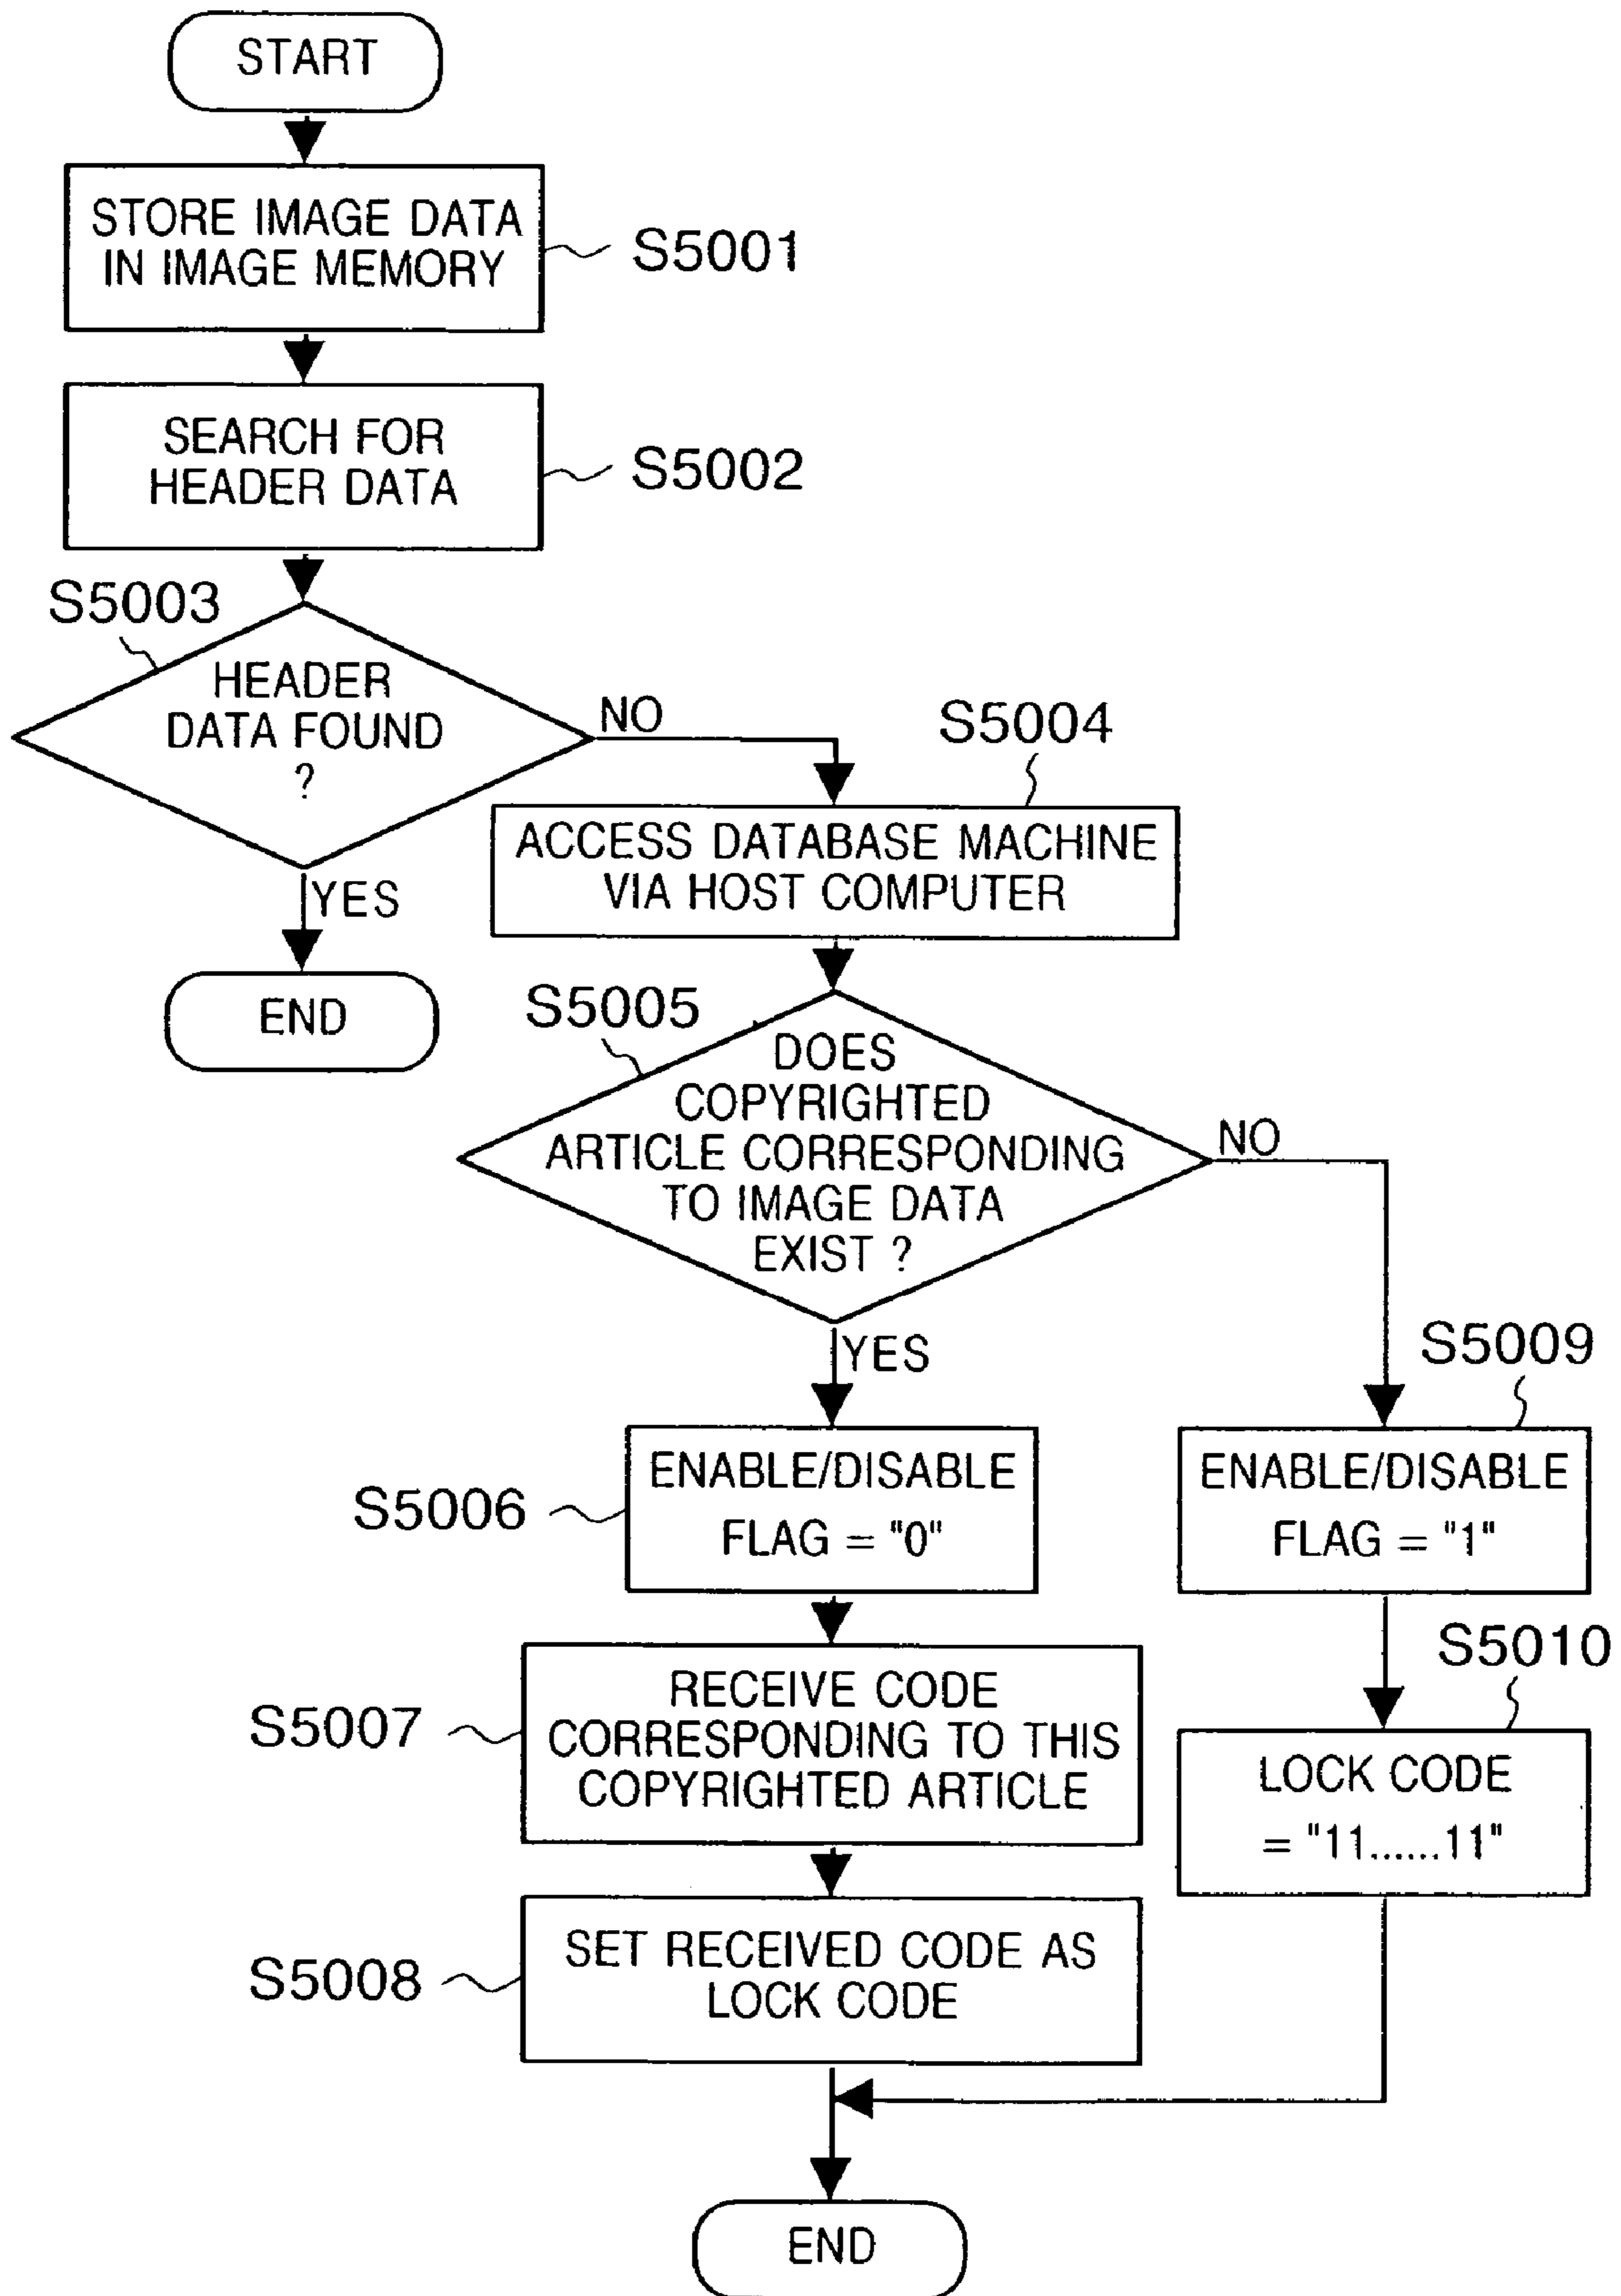 START
STORE IMAGE DATA
IN IMAGE MEMORY
S5001
SEARCH FOR
HEADER DATA
S5002
S5003
HEADER
DATA FOUND
?
NO
YES
END
S5004
ACCESS DATABASE MACHINE
VIA HOST COMPUTER
S5005
DOES
COPYRIGHTED
ARTICLE CORRESPONDING
TO IMAGE DATA
EXIST ?
NO
YES
S5006
ENABLE/DISABLE
FLAG = "0"
S5009
ENABLE/DISABLE
FLAG = "1"
S5007
RECEIVE CODE
CORRESPONDING TO THIS
COPYRIGHTED ARTICLE
S5010
LOCK CODE
= "11......11"
S5008
SET RECEIVED CODE AS
LOCK CODE
END